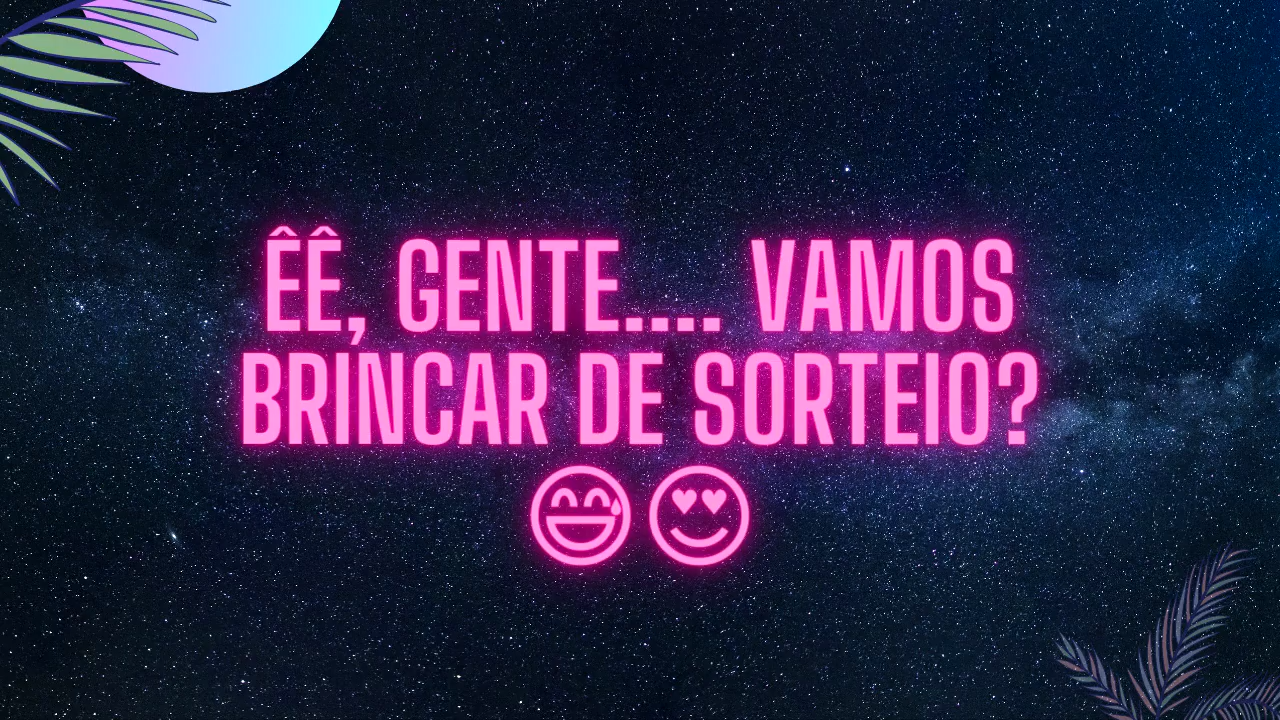 ÊÊ, GENTE.... VAMOS
BRINCAR DE SORTEIO?
😅😍